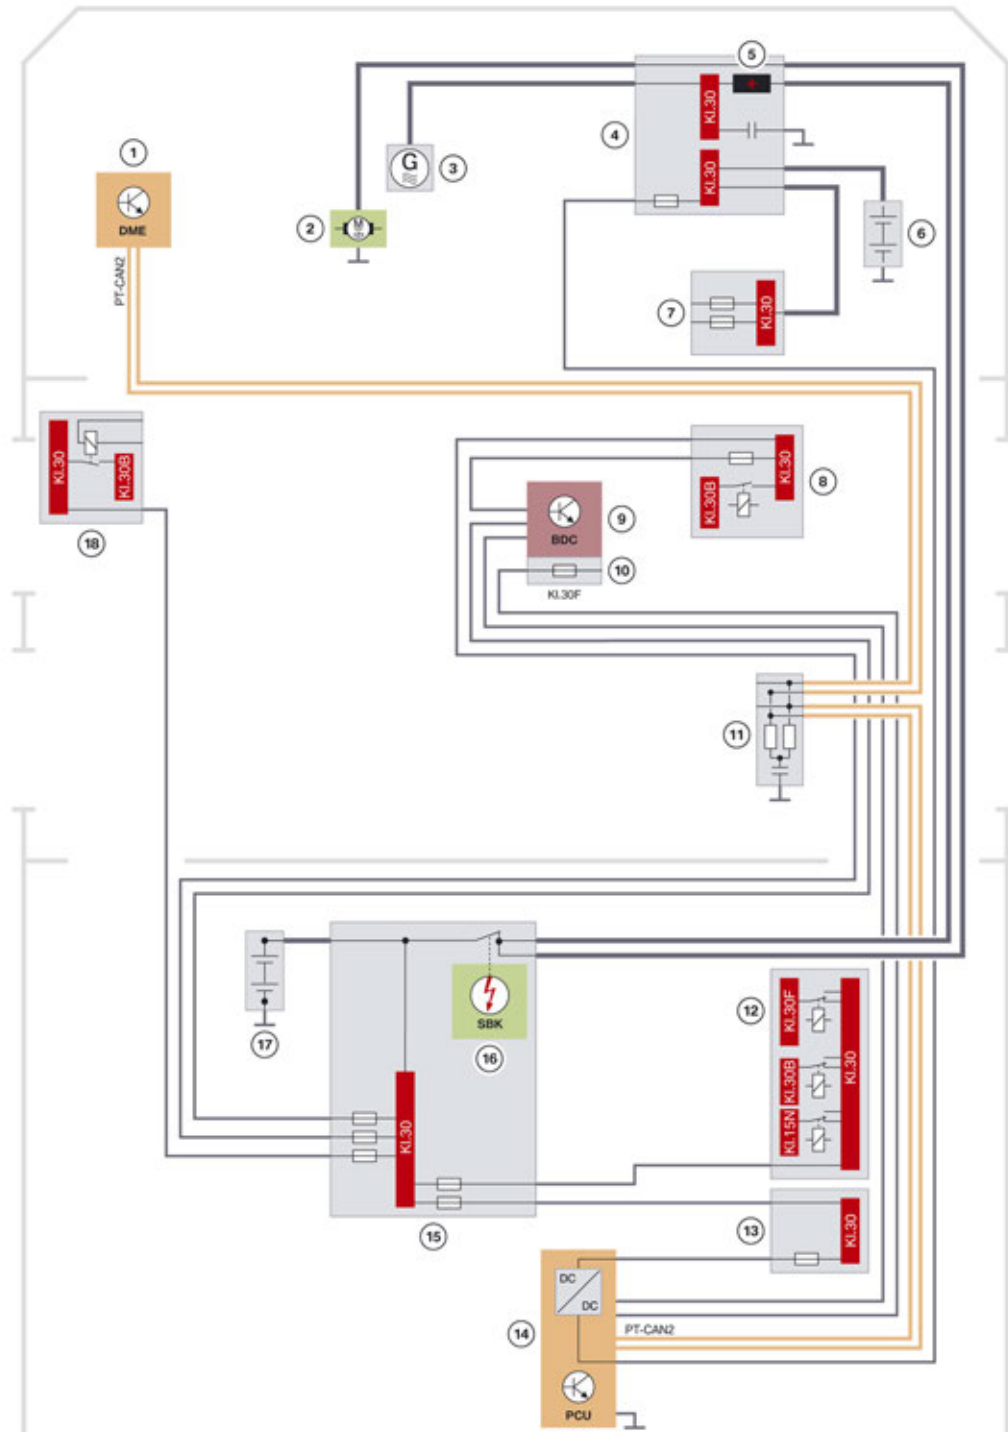 5
Kl.30
4
1
G
3
Kl.30
DME
2
M
6
PT-CAN2
7
Kl.30
Kl.30
Kl.30B
Kl.30
8
Kl.30B
9
BDC
18
10
Kl.30F
11
Kl.30F
12
Kl.30
SBK
17
16
Kl.30B
Kl.15N
Kl.30
Kl.30
13
15
DC
DC
14
PT-CAN2
PCU